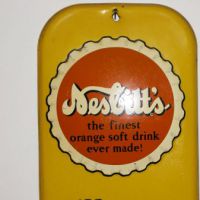 Nesbitt's
the finest
orange soft drink
ever made!